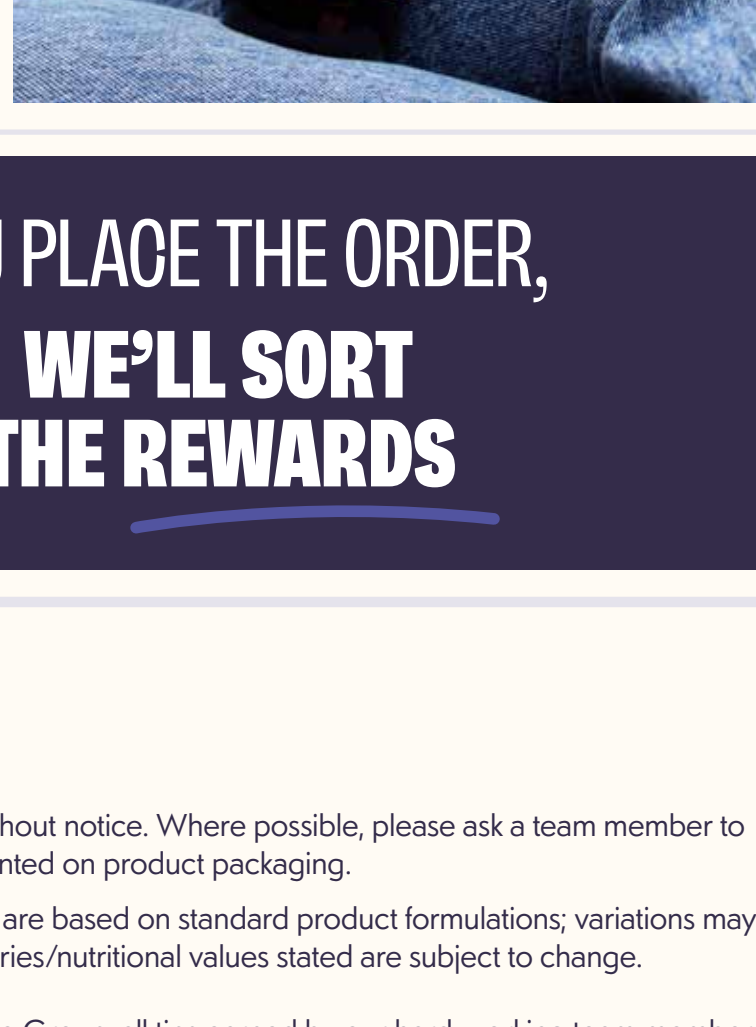 PLACE THE ORDER,
WE’LL SORT
THE REWARDS
hout notice. Where possible, please ask a team member to
nted on product packaging.
are based on standard product formulations; variations may
ries/nutritional values stated are subject to change.